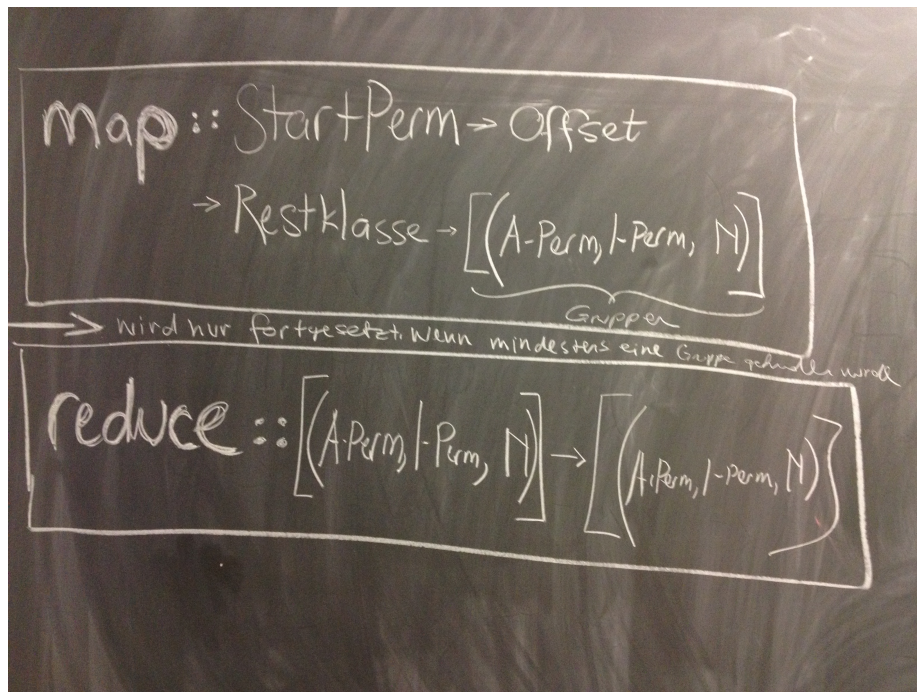 map :: StartPerm → Offset
→ Restklasse → [(A-Perm, I-Perm, N)]
Gruppen
→ wird nur fortgesetzt, wenn mindestens eine Gruppe gefunden wurde
reduce :: [(A-Perm, I-Perm, N)] → [(A-Perm, I-Perm, N)]